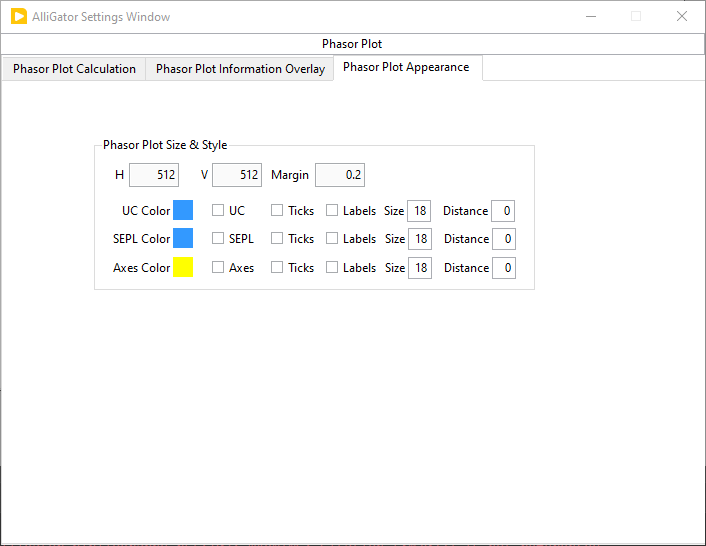 AlliGator Settings Window
Phasor Plot
Phasor Plot Calculation Phasor Plot Information Overlay Phasor Plot Appearance
Phasor Plot Size & Style
H 512 V 512 Margin 0.2
UC Color UC Ticks Labels Size 18 Distance 0
SEPL Color SEPL Ticks Labels Size 18 Distance 0
Axes Color Axes Ticks Labels Size 18 Distance 0